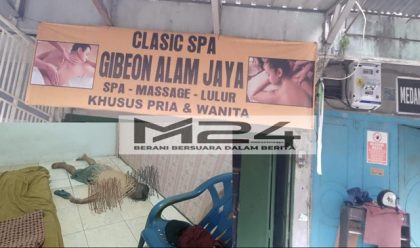 CLASIC SPA
GIBEON ALAM JAYA
SPA - MASSAGE - LULUR
KHUSUS PRIA & WANITA
MEDAN
M24
BERANI BERSUARA DALAM BERITA